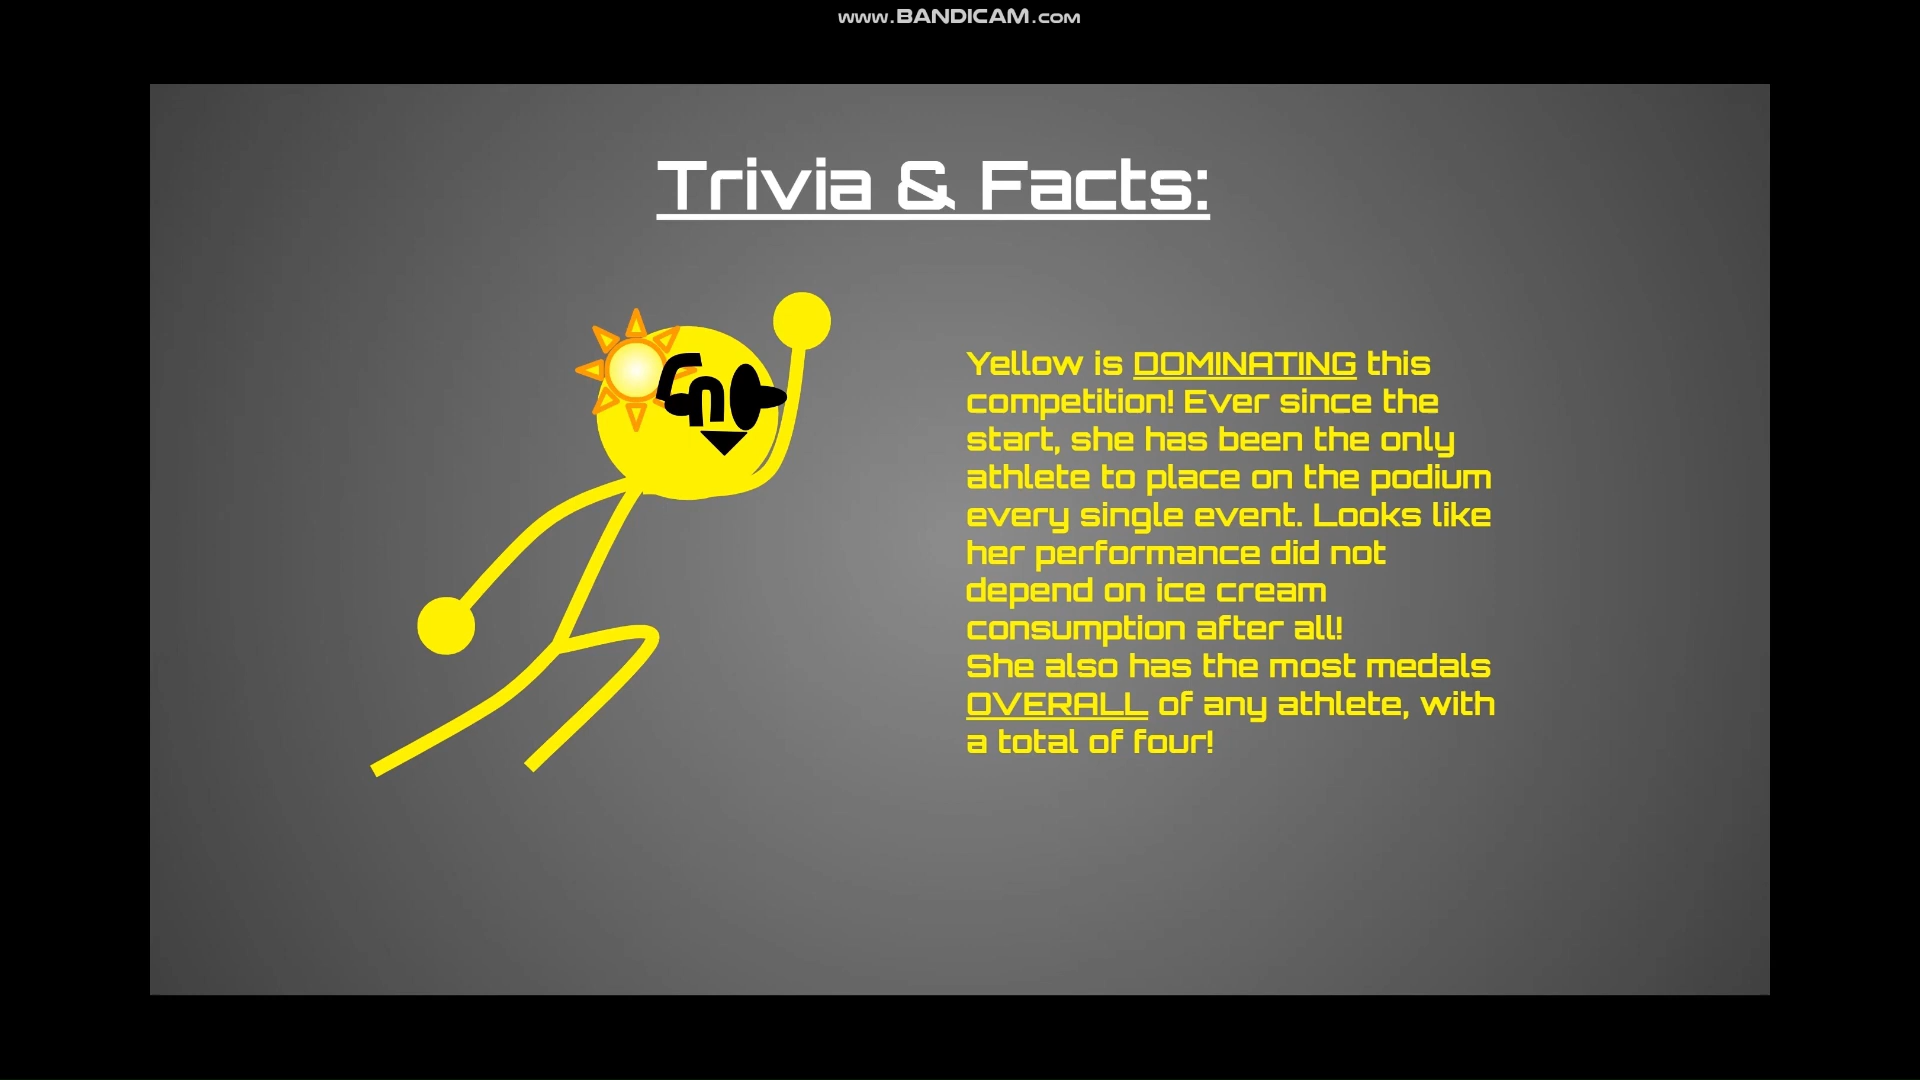 www.BANDICAM.com
Trivia & Facts:
Yellow is DOMINATING this
competition! Ever since the
start, she has been the only
athlete to place on the podium
every single event. Looks like
her performance did not
depend on ice cream
consumption after all!
She also has the most medals
OVERALL of any athlete, with
a total of four!